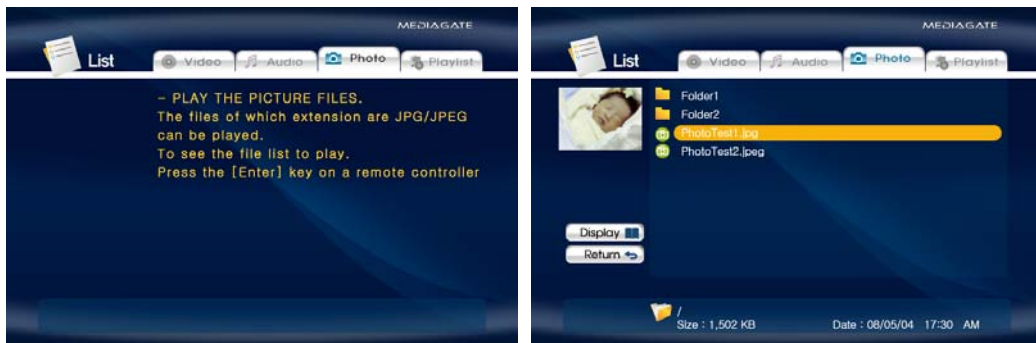 MEDIAGATE
List
Video
Audio
Photo
Playlist
- PLAY THE PICTURE FILES.
The files of which extension are JPG/JPEG
can be played.
To see the file list to play.
Press the [Enter] key on a remote controller
MEDIAGATE
List
Video
Audio
Photo
Playlist
Folder1
Folder2
PhotoTest1.jpg
PhotoTest2.jpeg
Display
Return
/
Size : 1,502 KB
Date : 08/05/04 17:30 AM